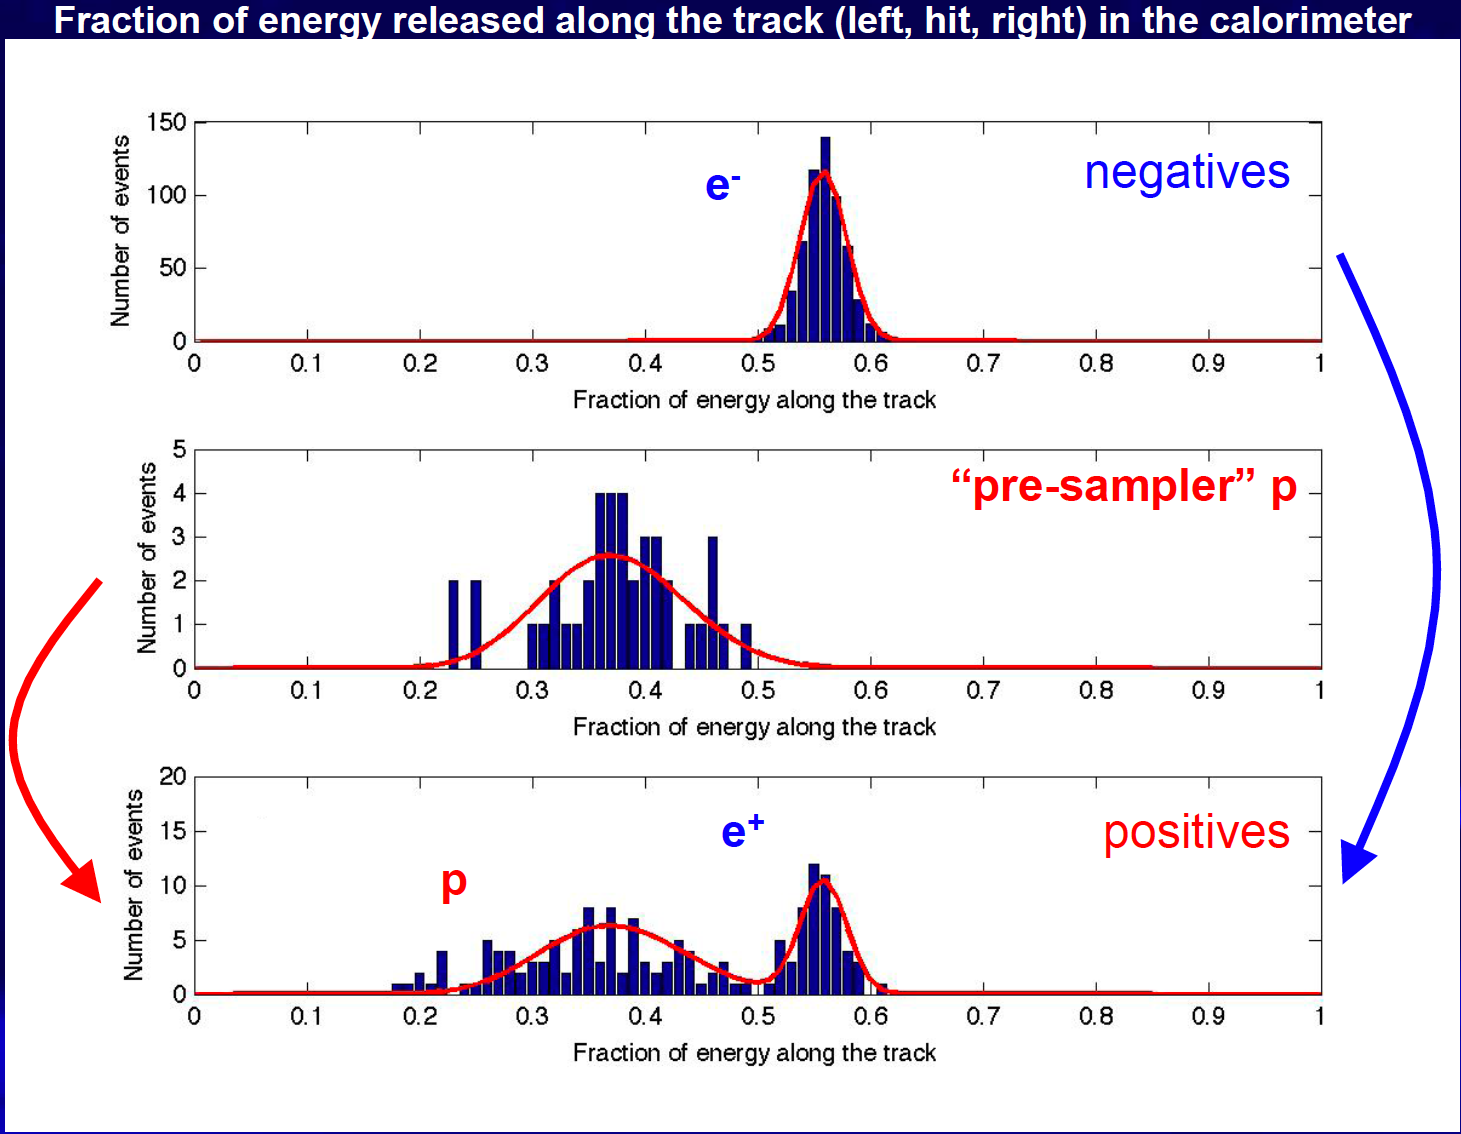 Fraction of energy released along the track (left, hit, right) in the calorimeter
150
100
50
0
Number of events
e-
negatives
0 0.1 0.2 0.3 0.4 0.5 0.6 0.7 0.8 0.9 1
Fraction of energy along the track
5
4
3
2
1
0
Number of events
“pre-sampler” p
0 0.1 0.2 0.3 0.4 0.5 0.6 0.7 0.8 0.9 1
Fraction of energy along the track
20
15
10
5
0
Number of events
p
e+
positives
0 0.1 0.2 0.3 0.4 0.5 0.6 0.7 0.8 0.9 1
Fraction of energy along the track